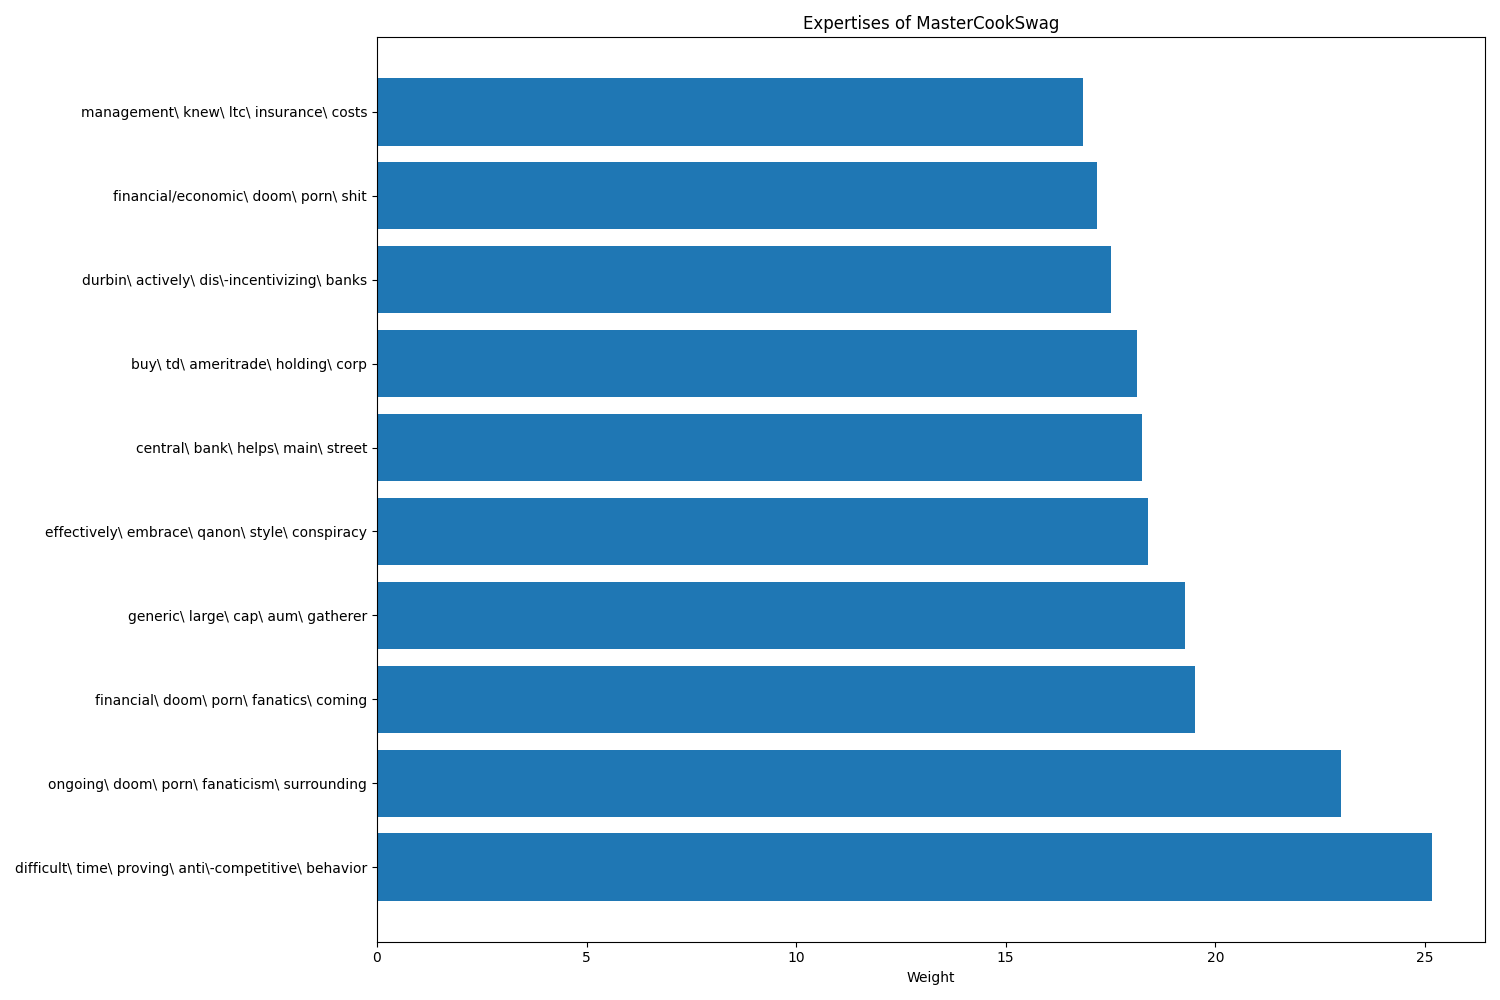 Expertises of MasterCookSwag
management\ knew\ ltc\ insurance\ costs
financial/economic\ doom\ porn\ shit
durbin\ actively\ dis\-incentivizing\ banks
buy\ td\ ameritrade\ holding\ corp
central\ bank\ helps\ main\ street
effectively\ embrace\ qanon\ style\ conspiracy
generic\ large\ cap\ aum\ gatherer
financial\ doom\ porn\ fanatics\ coming
ongoing\ doom\ porn\ fanaticism\ surrounding
difficult\ time\ proving\ anti\-competitive\ behavior
0 5 10 15 20 25
Weight